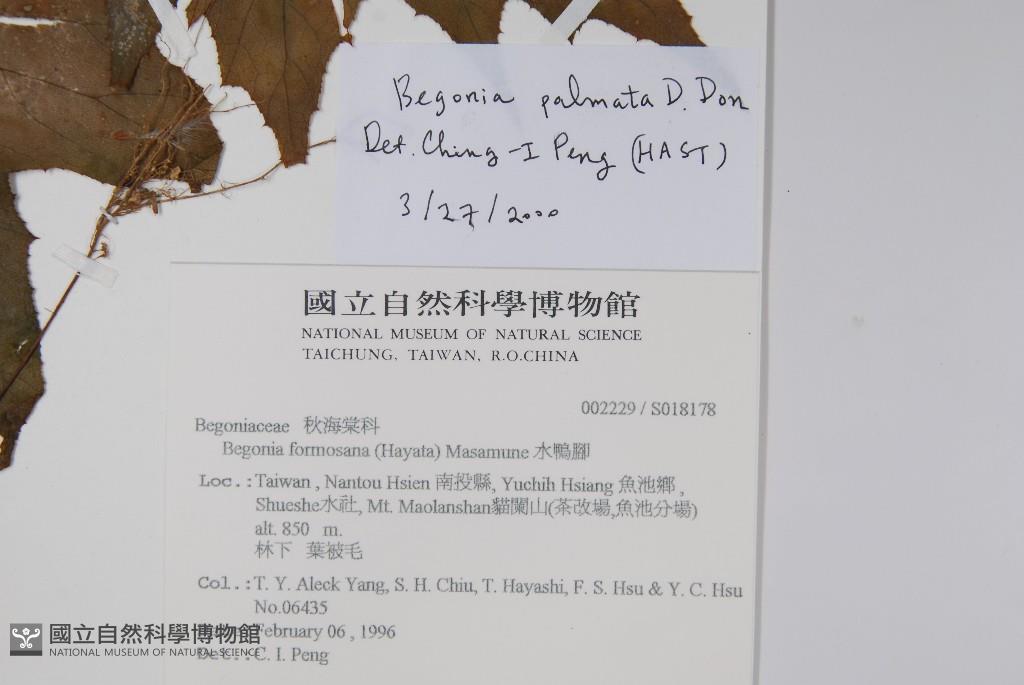 Begonia palmata D. Don
Det. Ching-I Peng (HAST)
3/27/2000
國立自然科學博物館
NATIONAL MUSEUM OF NATURAL SCIENCE
TAICHUNG, TAIWAN, R.O.CHINA
002229 / S018178
Begoniaceae 秋海棠科
Begonia formosana (Hayata) Masamune 水鴨腳
Loc.: Taiwan , Nantou Hsien 南投縣, Yuchih Hsiang 魚池鄉 ,
Shueshe水社, Mt. Maolanshan貓闌山(茶改場,魚池分場)
alt. 850 m.
林下 葉被毛
Col.: T. Y. Aleck Yang, S. H. Chiu, T. Hayashi, F. S. Hsu & Y. C. Hsu
No.06435
February 06 , 1996
C. I. Peng
國立自然科學博物館
NATIONAL MUSEUM OF NATURAL SCIENCE